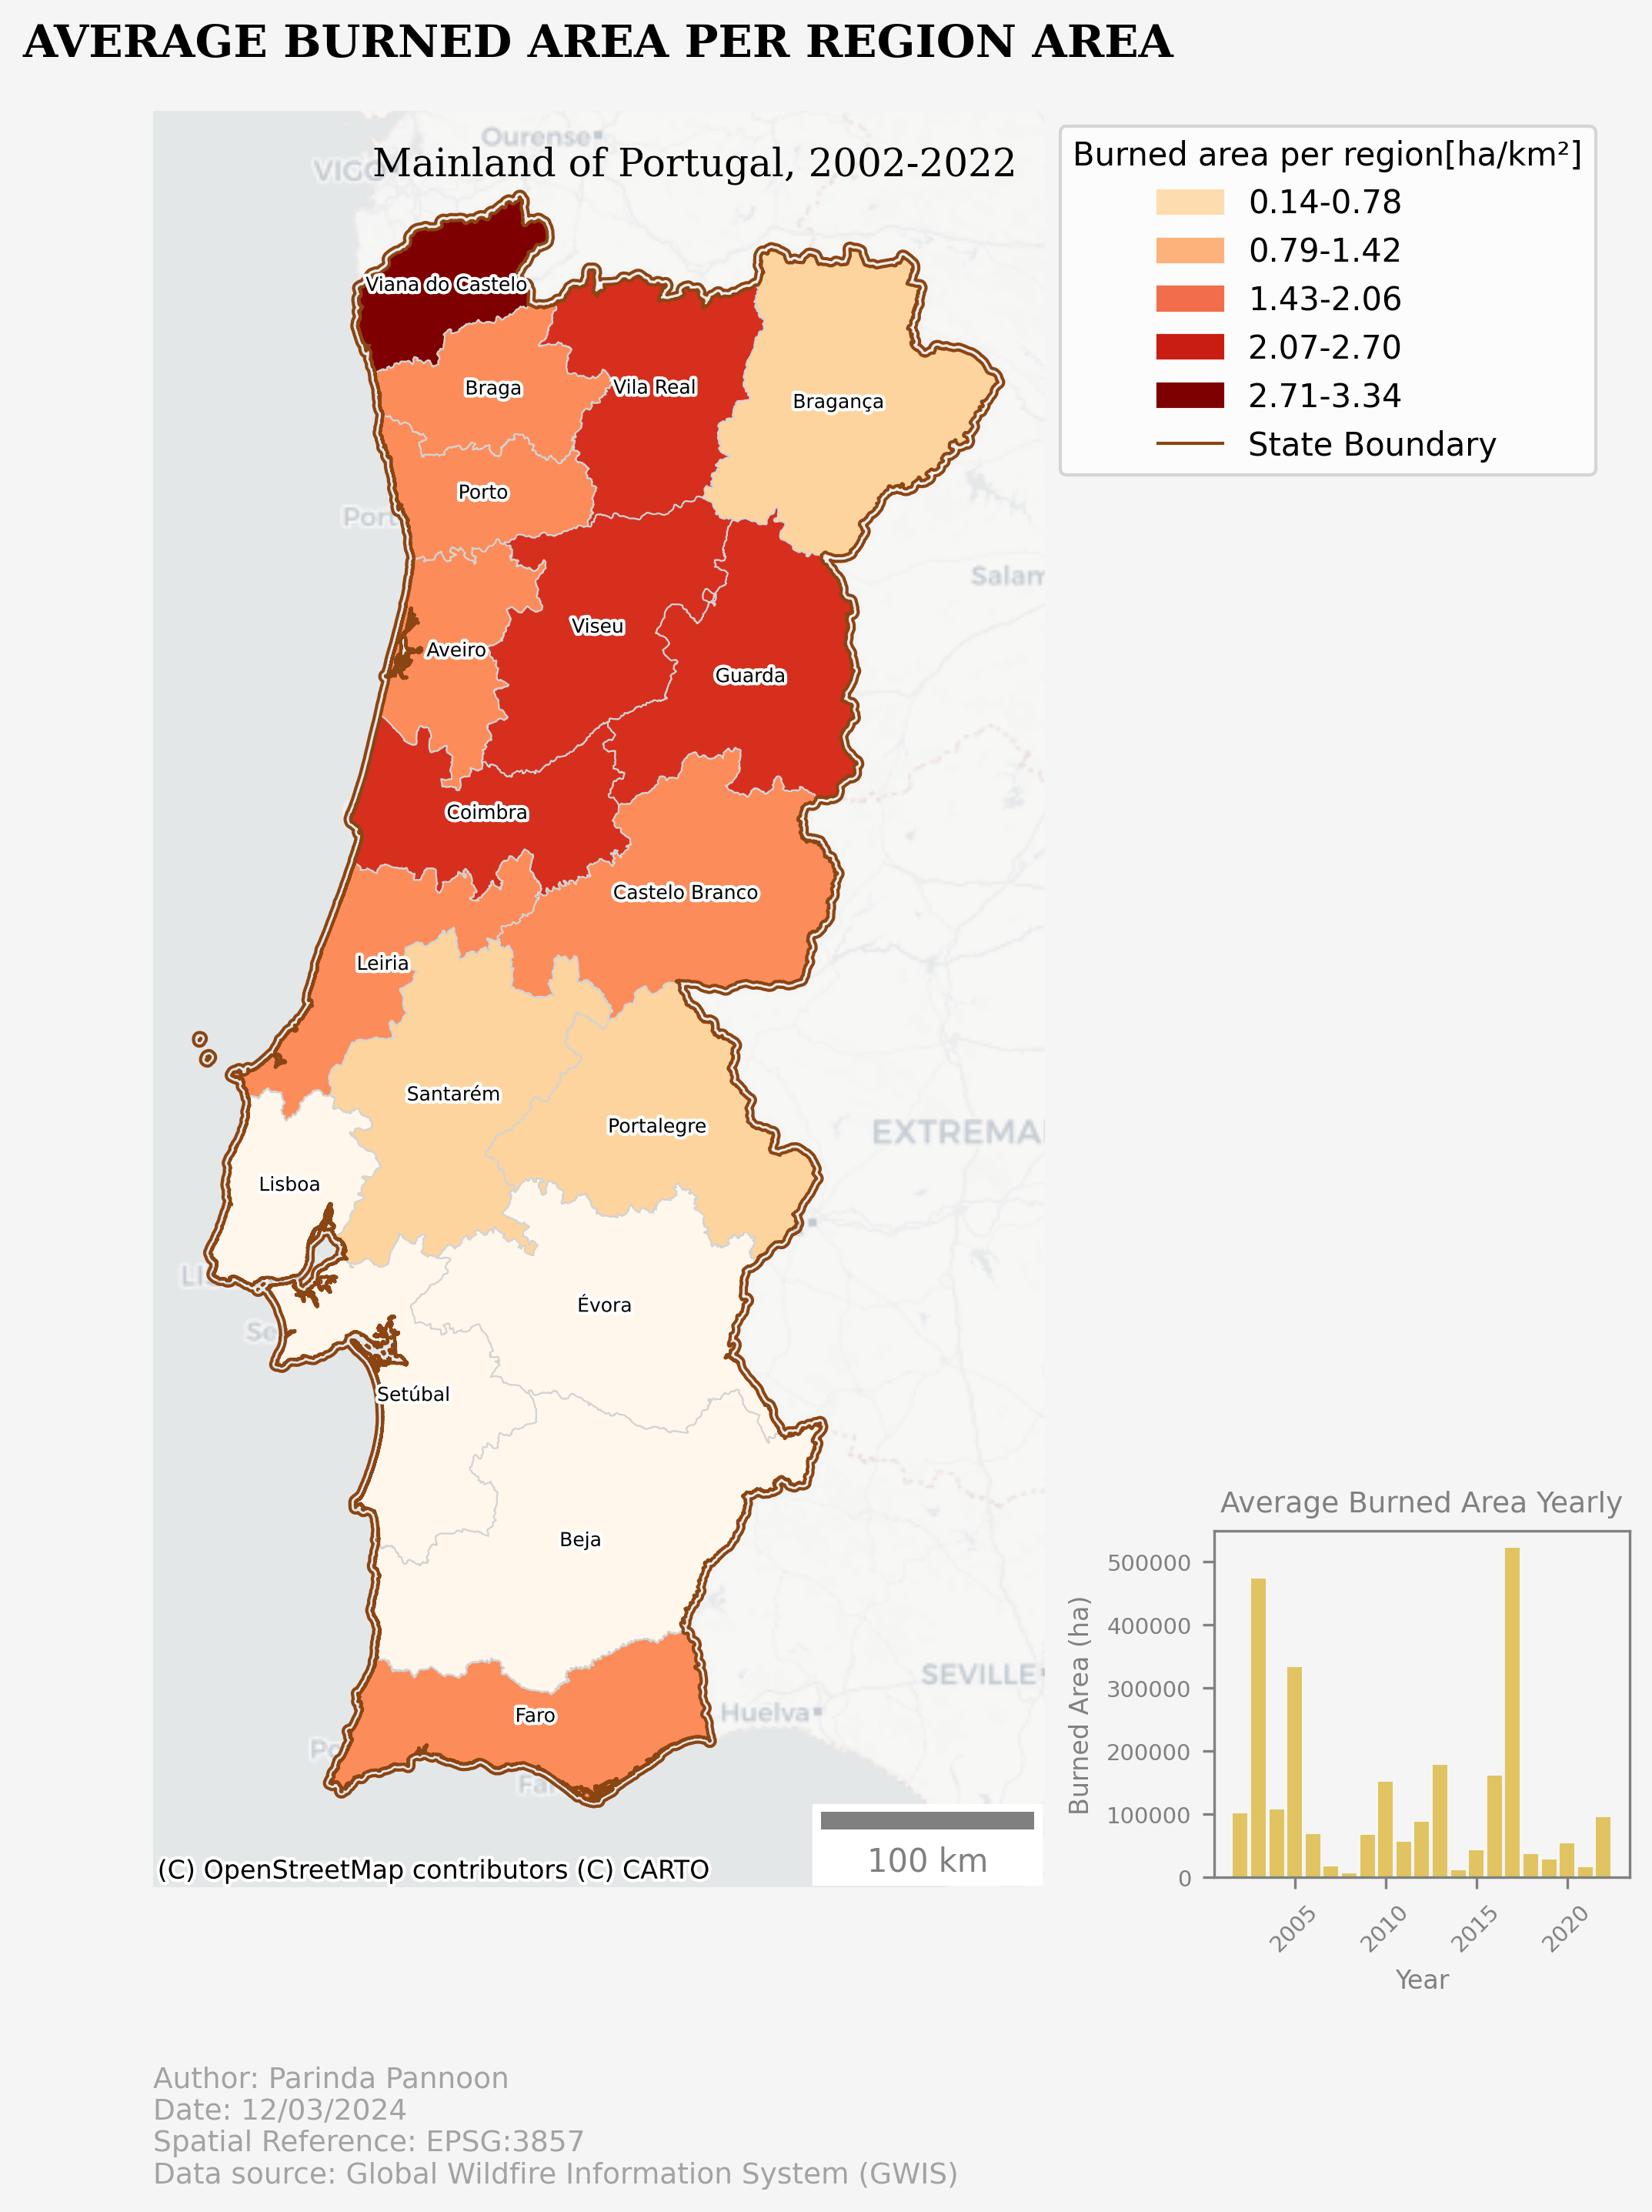 AVERAGE BURNED AREA PER REGION AREA
Ourense
VIGO
Mainland of Portugal, 2002-2022
Burned area per region[ha/km²]
0.14-0.78
0.79-1.42
1.43-2.06
2.07-2.70
2.71-3.34
State Boundary
Viana do Castelo
Braga
Vila Real
Bragança
Porto
Port
Salam
Viseu
Aveiro
Guarda
Coimbra
Castelo Branco
Leiria
Santarém
Portalegre
EXTREMA
Lisboa
LIS
Se
Évora
Setúbal
Beja
Faro
SEVILLE
Huelva
Po
Fa
100 km
(C) OpenStreetMap contributors (C) CARTO
Average Burned Area Yearly
Burned Area (ha)
500000
400000
300000
200000
100000
0
2005
2010
2015
2020
Year
Author: Parinda Pannoon
Date: 12/03/2024
Spatial Reference: EPSG:3857
Data source: Global Wildfire Information System (GWIS)